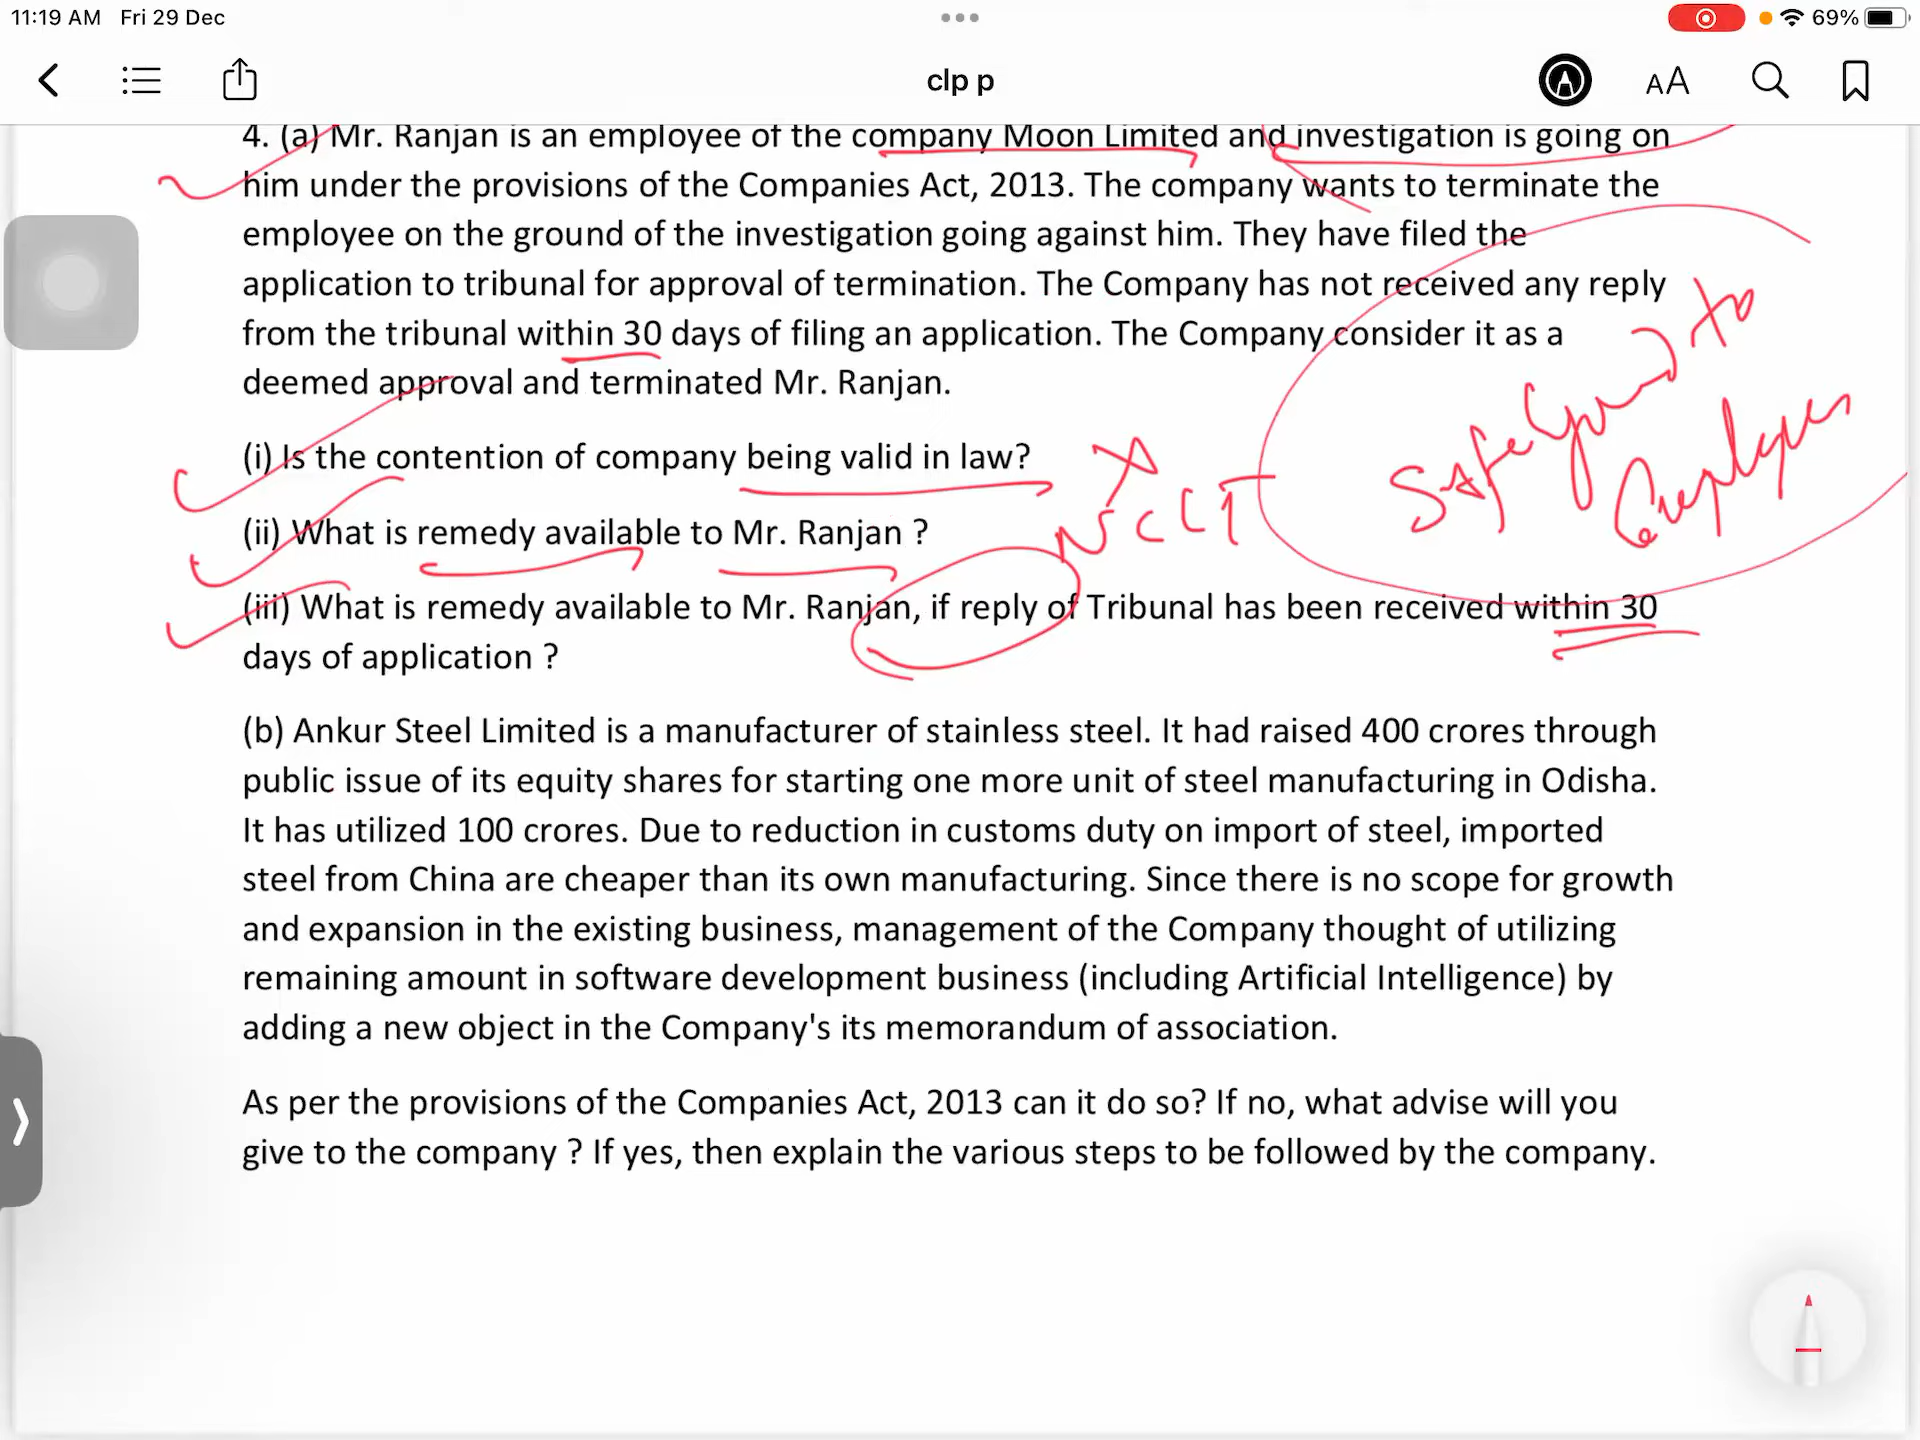 11:19 AM Fri 29 Dec
69%
clp p
AA
4. (a) Mr. Ranjan is an employee of the company Moon Limited and investigation is going on
him under the provisions of the Companies Act, 2013. The company wants to terminate the
employee on the ground of the investigation going against him. They have filed the
application to tribunal for approval of termination. The Company has not received any reply
from the tribunal within 30 days of filing an application. The Company consider it as a
deemed approval and terminated Mr. Ranjan.
Safeguard to
Employees
(i) Is the contention of company being valid in law?
NCLT
(ii) What is remedy available to Mr. Ranjan ?
(iii) What is remedy available to Mr. Ranjan, if reply of Tribunal has been received within 30
days of application ?
(b) Ankur Steel Limited is a manufacturer of stainless steel. It had raised 400 crores through
public issue of its equity shares for starting one more unit of steel manufacturing in Odisha.
It has utilized 100 crores. Due to reduction in customs duty on import of steel, imported
steel from China are cheaper than its own manufacturing. Since there is no scope for growth
and expansion in the existing business, management of the Company thought of utilizing
remaining amount in software development business (including Artificial Intelligence) by
adding a new object in the Company's its memorandum of association.
As per the provisions of the Companies Act, 2013 can it do so? If no, what advise will you
give to the company ? If yes, then explain the various steps to be followed by the company.